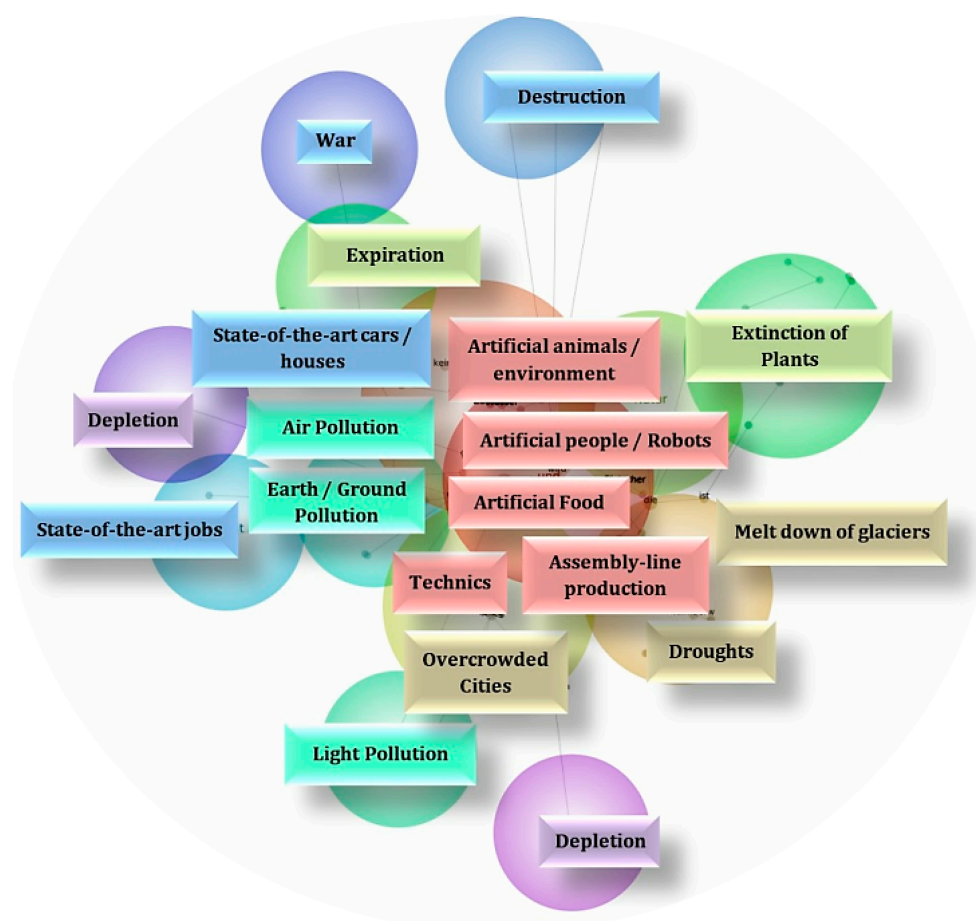 Destruction
War
Expiration
State-of-the-art cars /
houses
Artificial animals /
environment
Extinction of
Plants
Depletion
Air Pollution
Artificial people / Robots
Earth / Ground
Pollution
Artificial Food
die
ist
State-of-the-art jobs
Melt down of glaciers
Technics
Assembly-line
production
Overcrowded
Cities
Droughts
Light Pollution
Depletion